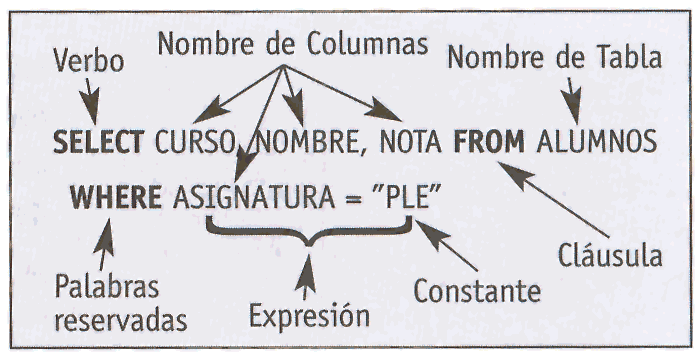 Nombre de Columnas
Verbo
Nombre de Tabla
SELECT CURSO, NOMBRE, NOTA FROM ALUMNOS
WHERE ASIGNATURA = "PLE"
Cláusula
Palabras
reservadas
Expresión
Constante